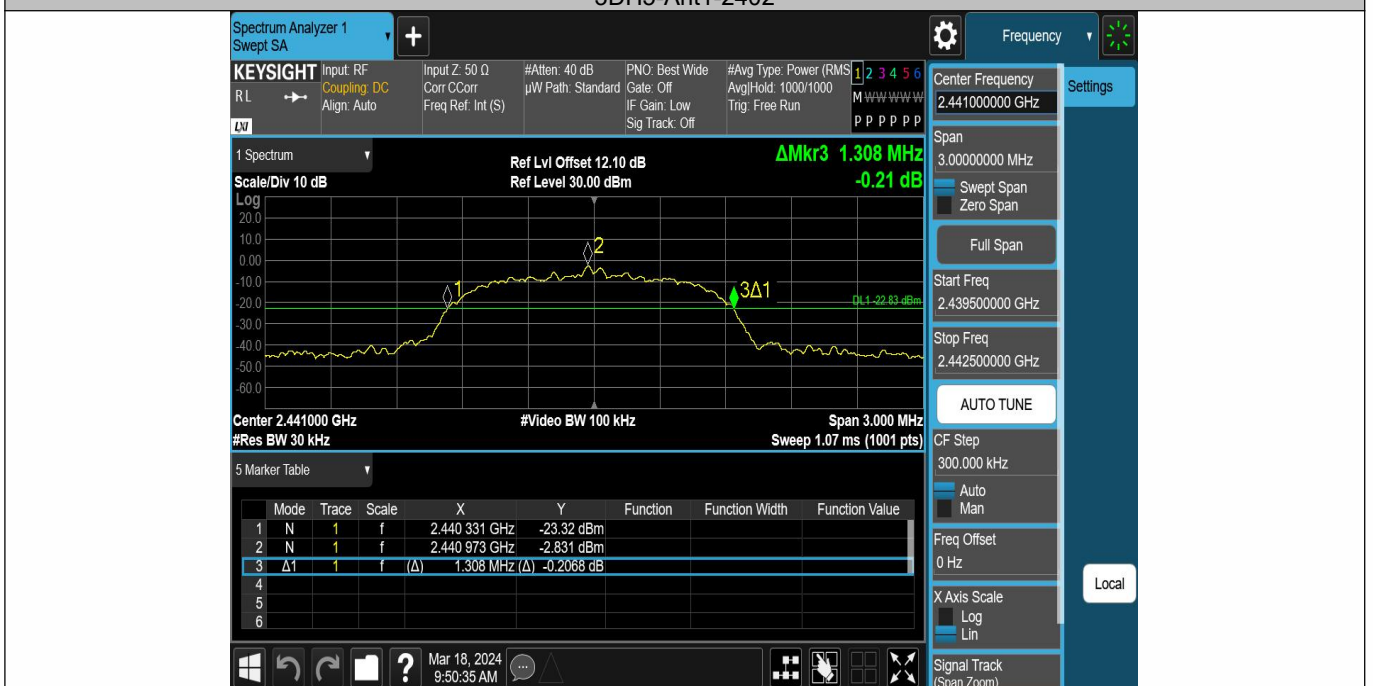 3DH5-Ant1-2402
Spectrum Analyzer 1
Swept SA
Frequency
KEYSIGHT
Input: RF
Coupling: DC
Align: Auto
Input Z: 50 Ω
Corr CCorr
Freq Ref: Int (S)
#Atten: 40 dB
µW Path: Standard
PNO: Best Wide
Gate: Off
IF Gain: Low
Sig Track: Off
#Avg Type: Power (RMS
Avg|Hold: 1000/1000
Trig: Free Run
1 2 3 4 5 6
M W W W W W
P P P P P P
R L
LXI
Center Frequency
2.441000000 GHz
Settings
1 Spectrum
Ref Lvl Offset 12.10 dB
ΔMkr3 1.308 MHz
Scale/Div 10 dB
Ref Level 30.00 dBm
-0.21 dB
Span
3.00000000 MHz
Swept Span
Zero Span
Full Span
Log
20.0
10.0
0.00
-10.0
-20.0
-30.0
-40.0
-50.0
-60.0
1
2
3Δ1
DL1 -22.83 dBm
Start Freq
2.439500000 GHz
Stop Freq
2.442500000 GHz
AUTO TUNE
Center 2.441000 GHz
#Video BW 100 kHz
Span 3.000 MHz
#Res BW 30 kHz
Sweep 1.07 ms (1001 pts)
CF Step
300.000 kHz
Auto
Man
5 Marker Table
Mode Trace Scale X Y Function Function Width Function Value
1 N 1 f 2.440 331 GHz -23.32 dBm
2 N 1 f 2.440 973 GHz -2.831 dBm
3 Δ1 1 f (Δ) 1.308 MHz (Δ) -0.2068 dB
4
5
6
Freq Offset
0 Hz
X Axis Scale
Log
Lin
Local
Signal Track
(Span Zoom)
?
Mar 18, 2024
9:50:35 AM